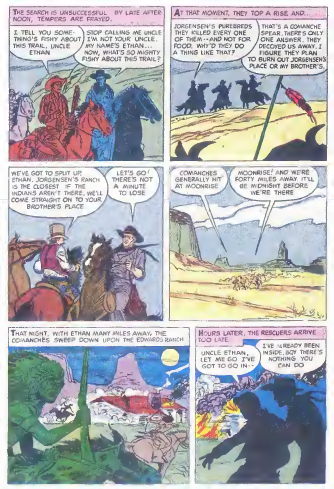 THE SEARCH IS UNSUCCESSFUL. BY LATE AFTER
NOON, TEMPERS ARE FRAYED.
I TELL YOU SOME-
THING'S FISHY ABOUT
THIS TRAIL, UNCLE
ETHAN
STOP CALLING ME UNCLE
I'M NOT YOUR UNCLE.
MY NAME'S ETHAN...
NOW, WHAT'S SO MIGHTY
FISHY ABOUT THIS TRAIL?
AT THAT MOMENT, THEY TOP A RISE AND...
JORGENSEN'S PUREBREDS
THEY KILLED EVERY ONE
OF THEM--AND NOT FOR
FOOD. WHY'D THEY DO
A THING LIKE THAT?
THAT'S A COMANCHE
SPEAR. THERE'S ONLY
ONE ANSWER. THEY
DECOYED US AWAY. I
FIGURE THEY PLAN
TO BURN OUT JORGENSEN'S
PLACE OR MY BROTHER'S.
WE'VE GOT TO SPLIT UP,
ETHAN. JORGENSEN'S RANCH
IS THE CLOSEST. IF THE
INDIANS AREN'T THERE, WE'LL
COME STRAIGHT ON TO YOUR
BROTHER'S PLACE
LET'S GO!
THERE'S NOT
A MINUTE
TO LOSE
COMANCHES
GENERALLY HIT
AT MOONRISE
MOONRISE! AND WE'RE
FORTY MILES AWAY. IT'LL
BE MIDNIGHT BEFORE
WE'RE THERE
THAT NIGHT, WITH ETHAN MANY MILES AWAY, THE
COMANCHES SWEEP DOWN UPON THE EDWARDS RANCH
HOURS LATER, THE RESCUERS ARRIVE
TOO LATE.
UNCLE ETHAN,
LET ME GO. I'VE
GOT TO GO IN--
I'VE ALREADY BEEN
INSIDE, BOY. THERE'S
NOTHING YOU
CAN DO